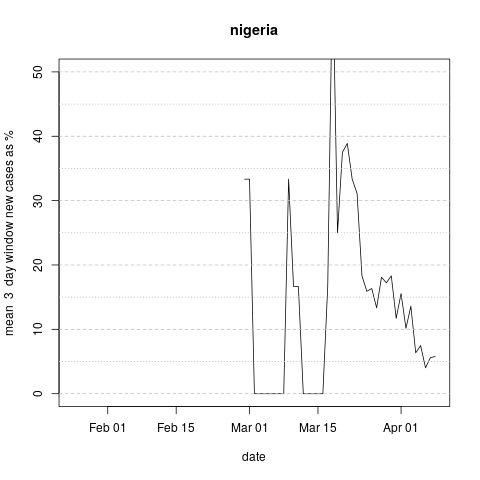 nigeria
mean 3 day window new cases as %
50
40
30
20
10
0
Feb 01
Feb 15
Mar 01
Mar 15
Apr 01
date